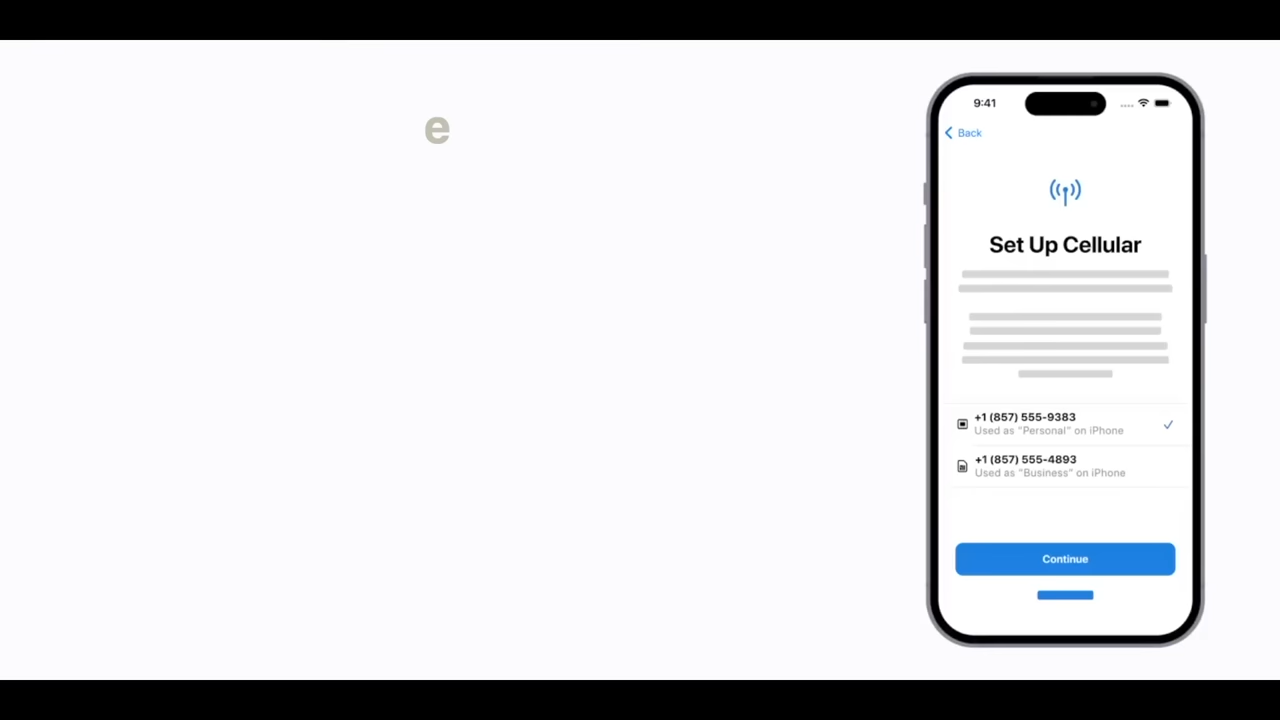 e
9:41
Back
Set Up Cellular
+1 (857) 555-9383
Used as "Personal" on iPhone
+1 (857) 555-4893
Used as "Business" on iPhone
Continue